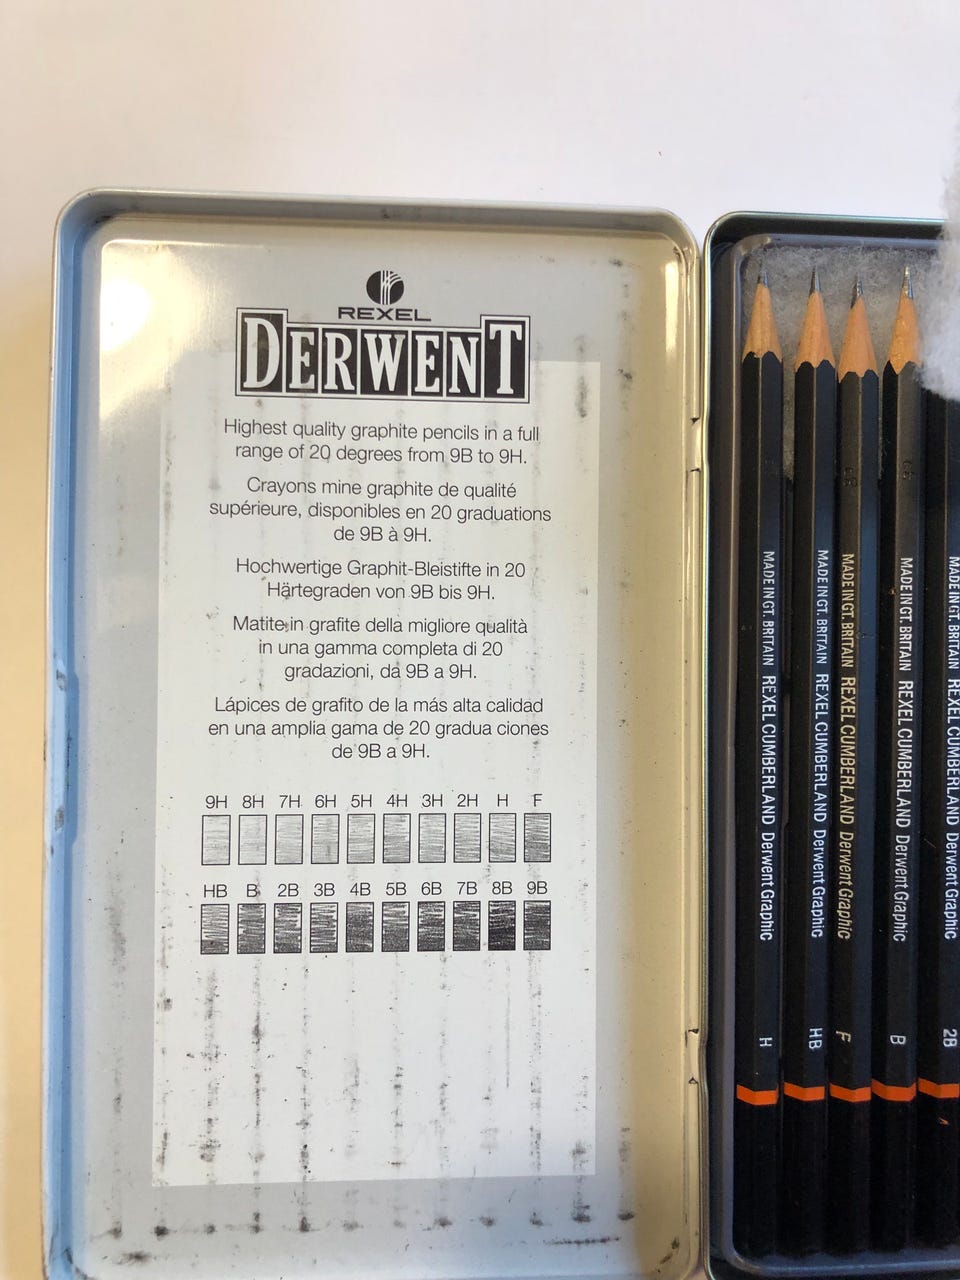 REXEL
DERWENT
Highest quality graphite pencils in a full
range of 20 degrees from 9B to 9H.
Crayons mine graphite de qualité
supérieure, disponibles en 20 graduations
de 9B à 9H.
Hochwertige Graphit-Bleistifte in 20
Härtegraden von 9B bis 9H.
Matite in grafite della migliore qualità
in una gamma completa di 20
gradazioni, da 9B a 9H.
Lápices de grafito de la más alta calidad
en una amplia gama de 20 gradua ciones
de 9B a 9H.
9H 8H 7H 6H 5H 4H 3H 2H H F
HB B 2B 3B 4B 5B 6B 7B 8B 9B
MADE IN GT. BRITAIN REXEL CUMBERLAND Derwent Graphic H
MADE IN GT. BRITAIN REXEL CUMBERLAND Derwent Graphic HB
MADE IN GT. BRITAIN REXEL CUMBERLAND Derwent Graphic F
MADE IN GT. BRITAIN REXEL CUMBERLAND Derwent Graphic B
MADE IN GT. BRITAIN REXEL CUMBERLAND Derwent Graphic 2B